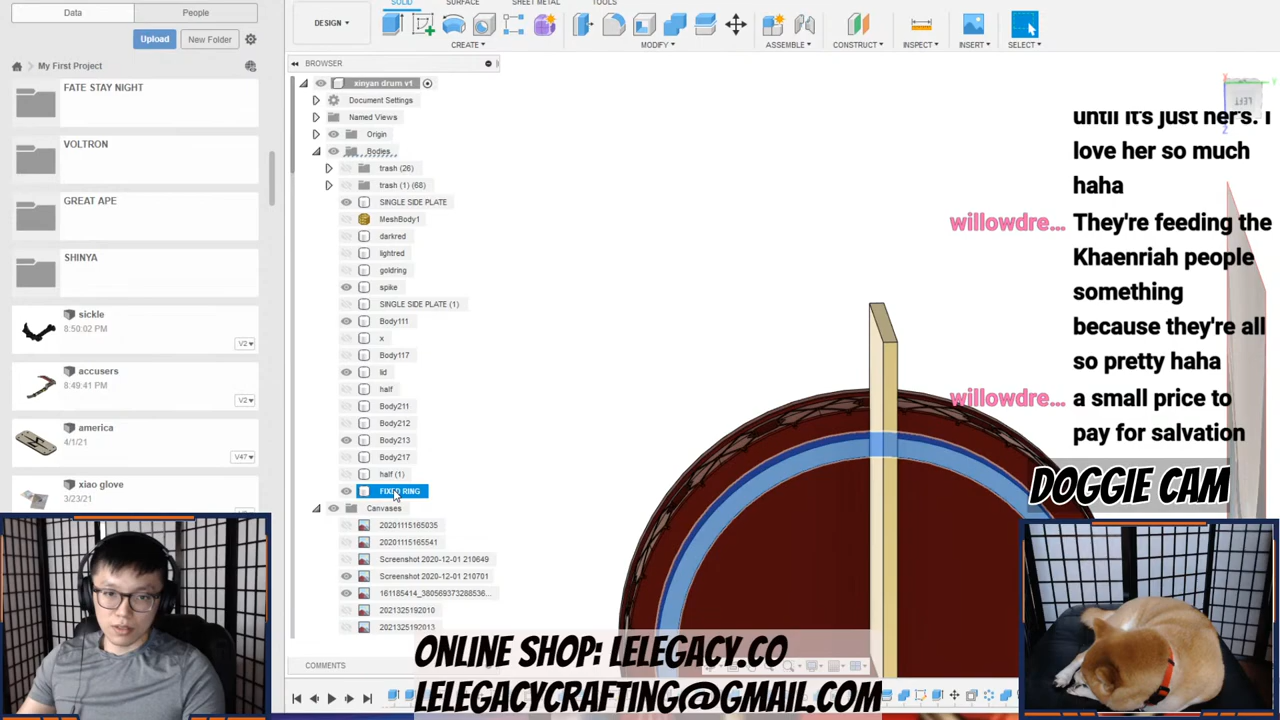 Data
People
Upload
New Folder
My First Project
FATE STAY NIGHT
VOLTRON
GREAT APE
SHINYA
sickle
8:50:02 PM
V2
accusers
8:49:41 PM
V2
america
4/1/21
V47
xiao glove
3/23/21
SOLID
SURFACE
SHEET METAL
TOOLS
DESIGN
CREATE
MODIFY
ASSEMBLE
CONSTRUCT
INSPECT
INSERT
SELECT
BROWSER
xinyan drum v1
Document Settings
Named Views
Origin
Bodies
trash (26)
trash (1) (68)
SINGLE SIDE PLATE
MeshBody1
darkred
lightred
goldring
spike
SINGLE SIDE PLATE (1)
Body111
x
Body117
lid
half
Body211
Body212
Body213
Body217
half (1)
FIXED RING
Canvases
20201115165035
20201115165541
Screenshot 2020-12-01 210649
Screenshot 2020-12-01 210701
161185414_380569373288536...
2021325192010
2021325192013
COMMENTS
LEFT
Z
until it's just her's. I
love her so much
haha
willowdre... They're feeding the
Khaenriah people
something
because they're all
so pretty haha
willowdre... a small price to
pay for salvation
DOGGIE CAM
ONLINE SHOP: LELEGACY.CO
LELEGACYCRAFTING@GMAIL.COM